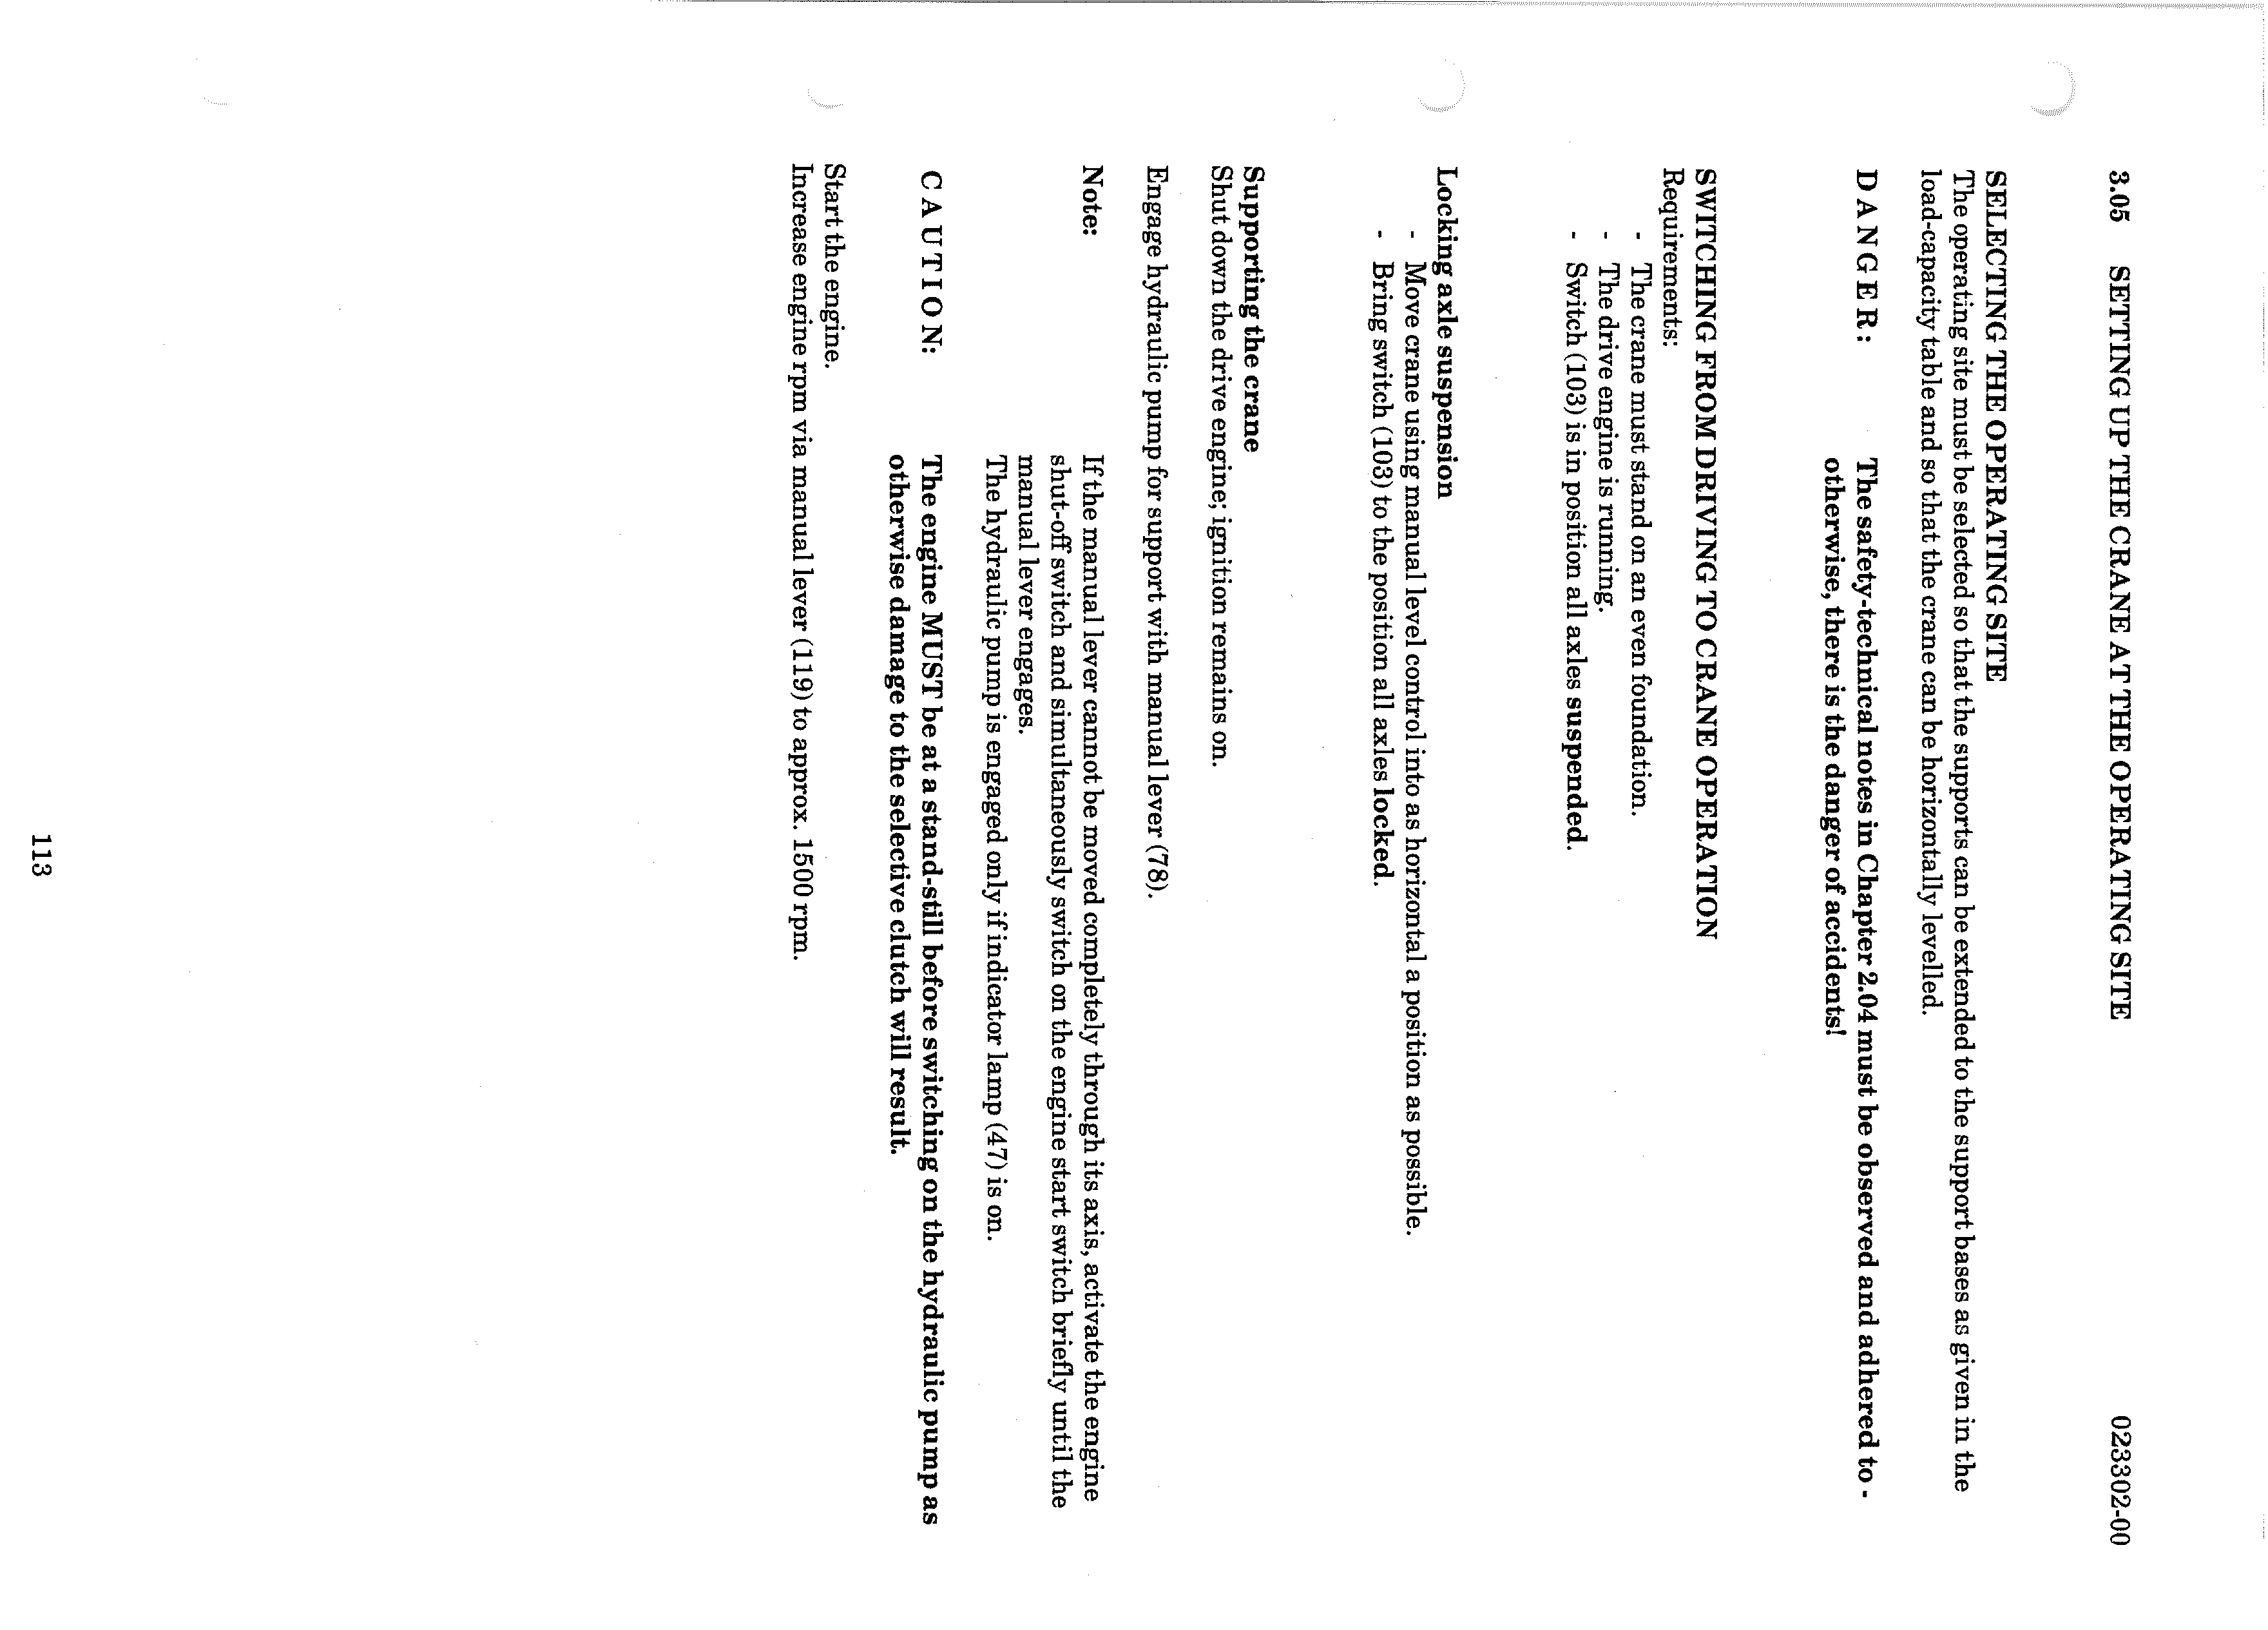 3.05 SETTING UP THE CRANE AT THE OPERATING SITE 023302-00
SELECTING THE OPERATING SITE
The operating site must be selected so that the supports can be extended to the support bases as given in the
load-capacity table and so that the crane can be horizontally levelled.
D A N G E R : The safety-technical notes in Chapter 2.04 must be observed and adhered to -
otherwise, there is the danger of accidents!
SWITCHING FROM DRIVING TO CRANE OPERATION
Requirements:
- The crane must stand on an even foundation.
- The drive engine is running.
- Switch (103) is in position all axles suspended.
Locking axle suspension
- Move crane using manual level control into as horizontal a position as possible.
- Bring switch (103) to the position all axles locked.
Supporting the crane
Shut down the drive engine; ignition remains on.
Engage hydraulic pump for support with manual lever (78).
Note: If the manual lever cannot be moved completely through its axis, activate the engine
shut-off switch and simultaneously switch on the engine start switch briefly until the
manual lever engages.
The hydraulic pump is engaged only if indicator lamp (47) is on.
C A U T I O N: The engine MUST be at a stand-still before switching on the hydraulic pump as
otherwise damage to the selective clutch will result.
Start the engine.
Increase engine rpm via manual lever (119) to approx. 1500 rpm.
113